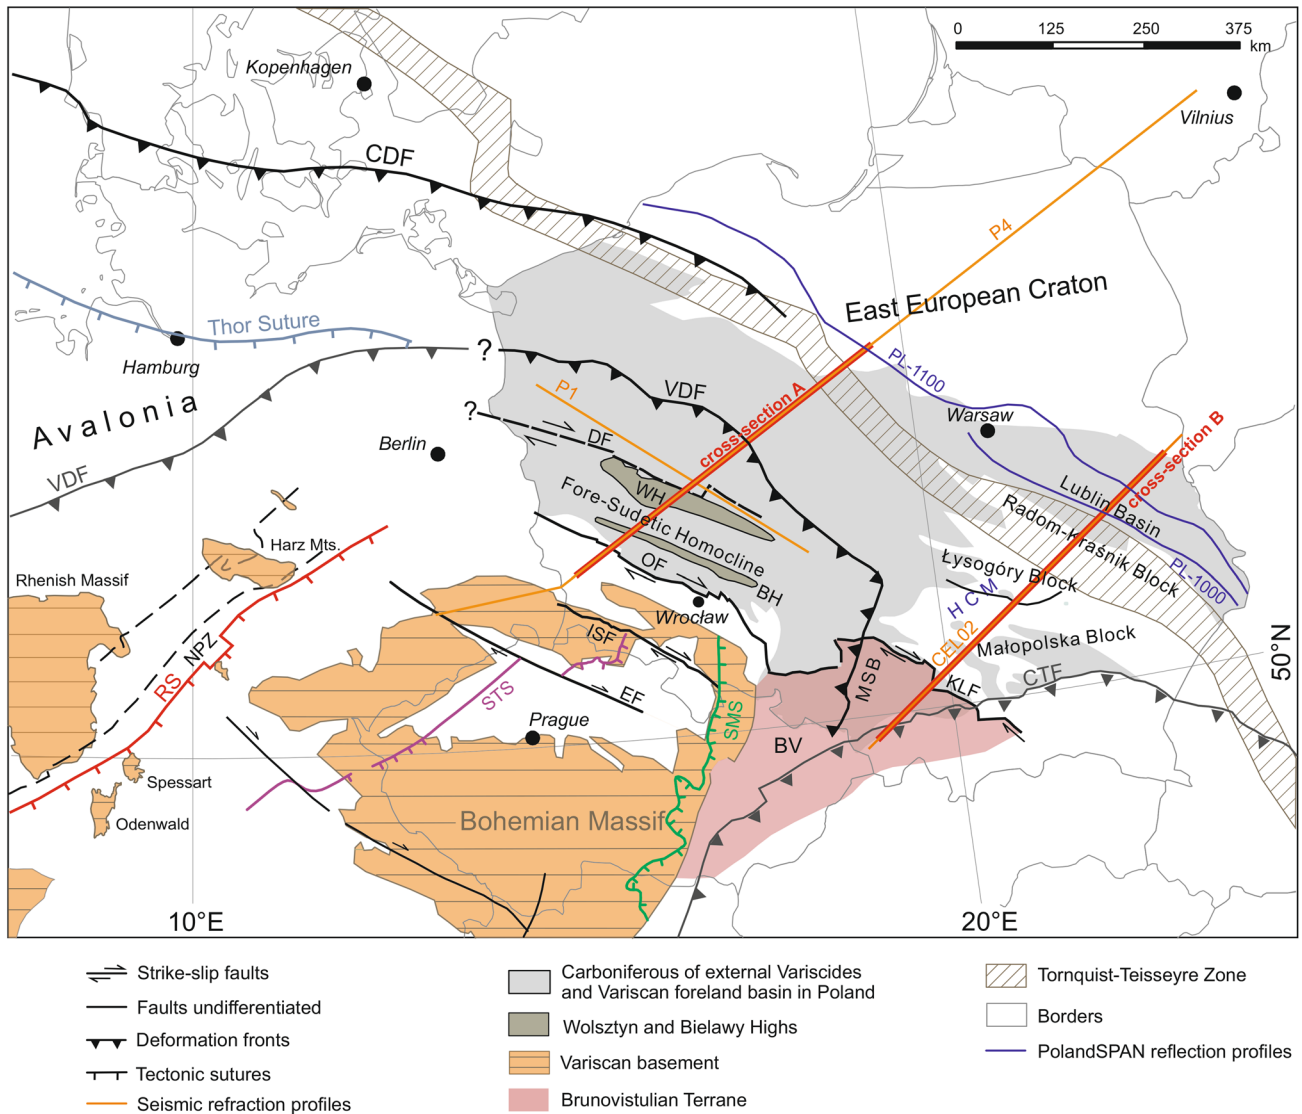 0 125 250 375
km
Kopenhagen
Vilnius
CDF
P4
East European Craton
Thor Suture
Hamburg
?
PL-1100
P1
VDF
cross-section A
Avalonia
?
Warsaw
cross-section B
Berlin
DF
VDF
WH
Lublin Basin
Fore-Sudetic Homocline
Radom-Kraśnik Block
Harz Mts.
OF
Łysogóry Block
PL-1000
Rhenish Massif
BH
HCM
Wrocław
NPZ
ISF
CEL02
Małopolska Block
50°N
RS
STS
EF
MSB
KLF
CTF
Prague
SMS
BV
Spessart
Odenwald
Bohemian Massif
10°E
20°E
Strike-slip faults
Faults undifferentiated
Deformation fronts
Tectonic sutures
Seismic refraction profiles
Carboniferous of external Variscides
and Variscan foreland basin in Poland
Wolsztyn and Bielawy Highs
Variscan basement
Brunovistulian Terrane
Tornquist-Teisseyre Zone
Borders
PolandSPAN reflection profiles